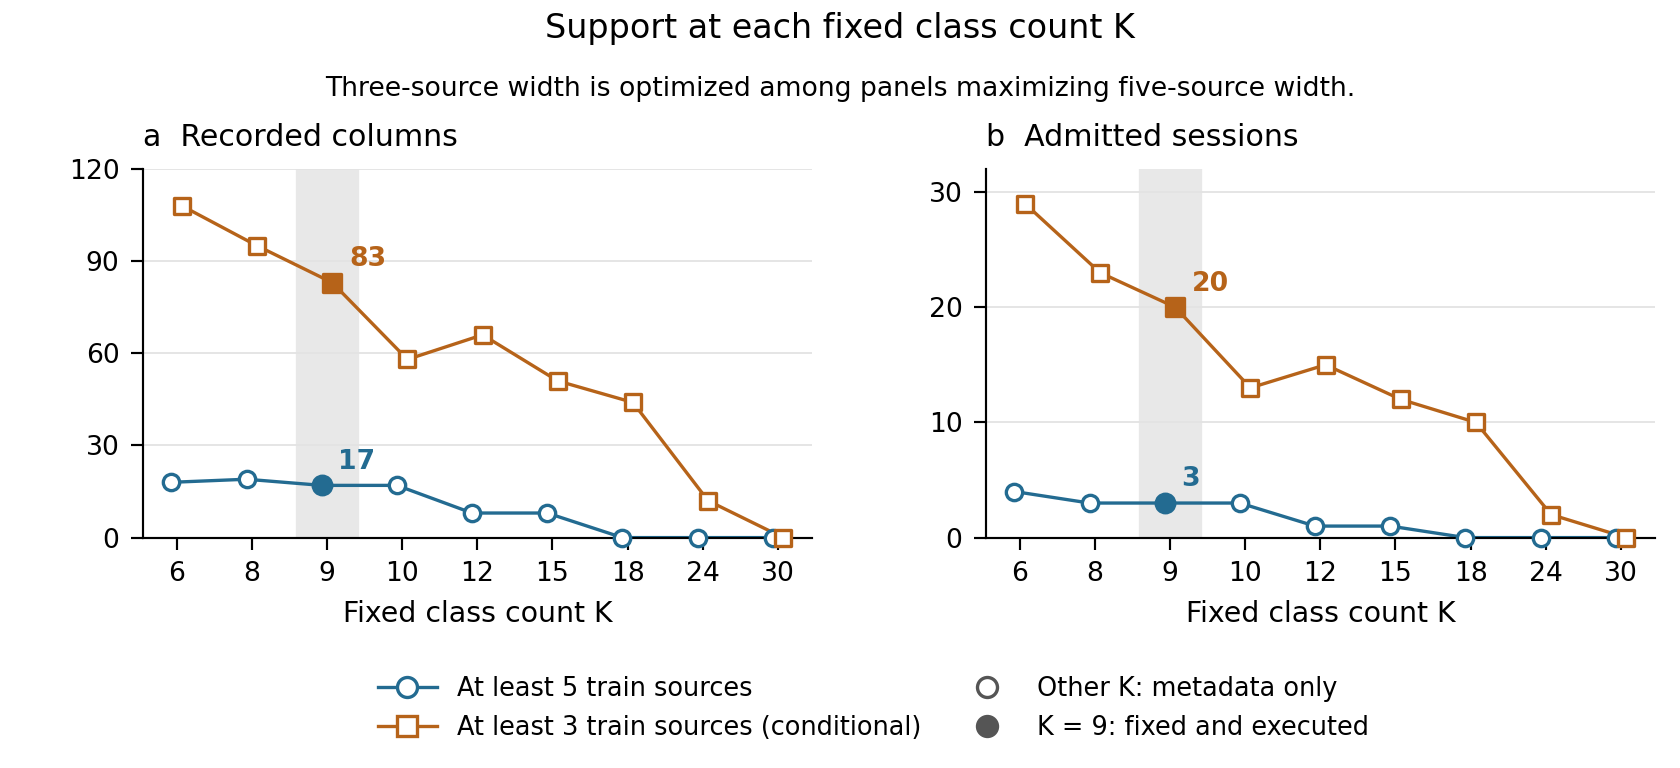 Support at each fixed class count K
Three-source width is optimized among panels maximizing five-source width.
a Recorded columns
120
90
60
30
0
83
17
6 8 9 10 12 15 18 24 30
Fixed class count K
b Admitted sessions
30
20
10
0
20
3
6 8 9 10 12 15 18 24 30
Fixed class count K
At least 5 train sources
At least 3 train sources (conditional)
Other K: metadata only
K = 9: fixed and executed